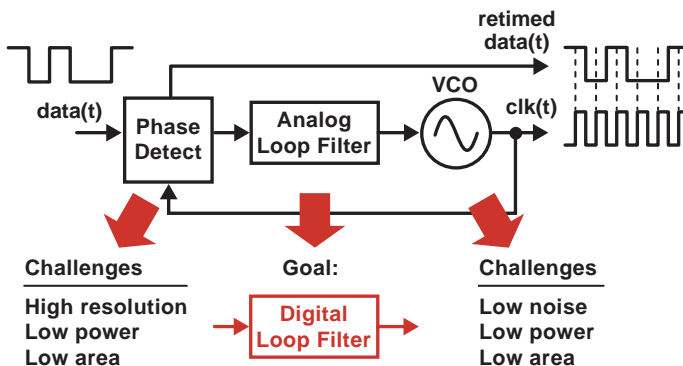 retimed
data(t)
VCO
data(t)
Phase
Detect
Analog
Loop Filter
clk(t)
Challenges
High resolution
Low power
Low area
Goal:
Digital
Loop Filter
Challenges
Low noise
Low power
Low area